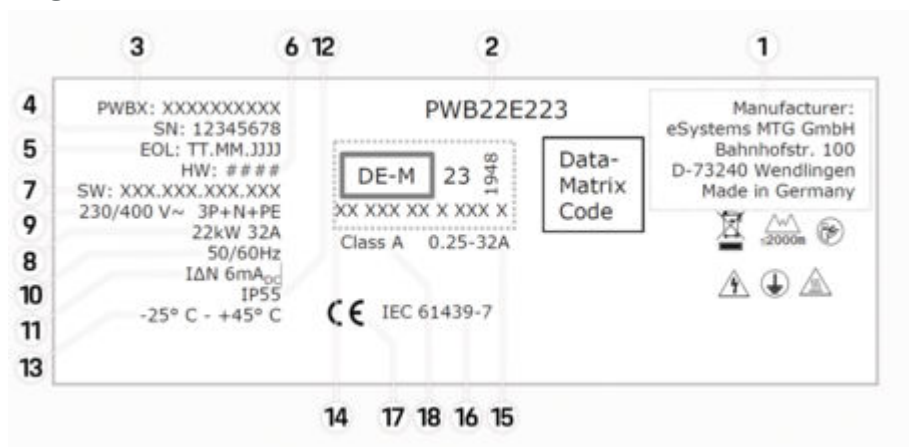 3
6
12
2
1
4
5
7
9
8
10
11
13
PWBX: XXXXXXXXXX
SN: 12345678
EOL: TT.MM.JJJJ
HW: ####
SW: XXX.XXX.XXX.XXX
230/400 V~ 3P+N+PE
22kW 32A
50/60Hz
IΔN 6mADC
IP55
-25° C - +45° C
PWB22E223
DE-M 23 1948
XX XXX XX X XXX X
Class A 0.25-32A
CE IEC 61439-7
Data-
Matrix
Code
Manufacturer:
eSystems MTG GmbH
Bahnhofstr. 100
D-73240 Wendlingen
Made in Germany
≤2000m
14
17
18
16
15